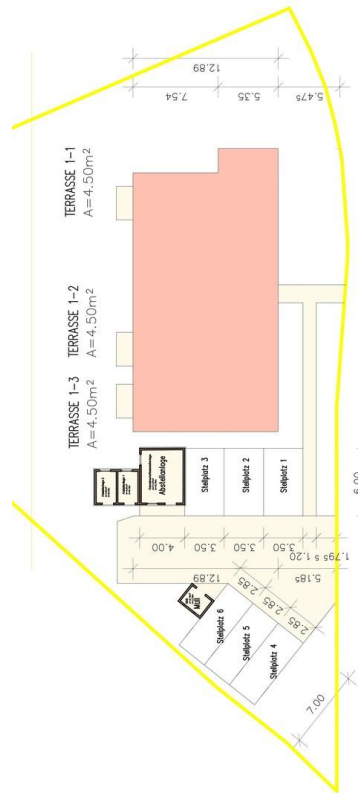 TERRASSE 1-1
A=4.50m²
TERRASSE 1-2
A=4.50m²
TERRASSE 1-3
A=4.50m²
12.89
7.54
5.35
5.47⁵
Abstellanlage
Stellplatz 3
Stellplatz 2
Stellplatz 1
4.00
3.50
3.50
3.50
1.20
1.79⁵
12.89
5.18⁵
6.00
Müll
Stellplatz 6
Stellplatz 5
Stellplatz 4
2.85
2.85
2.85
7.00